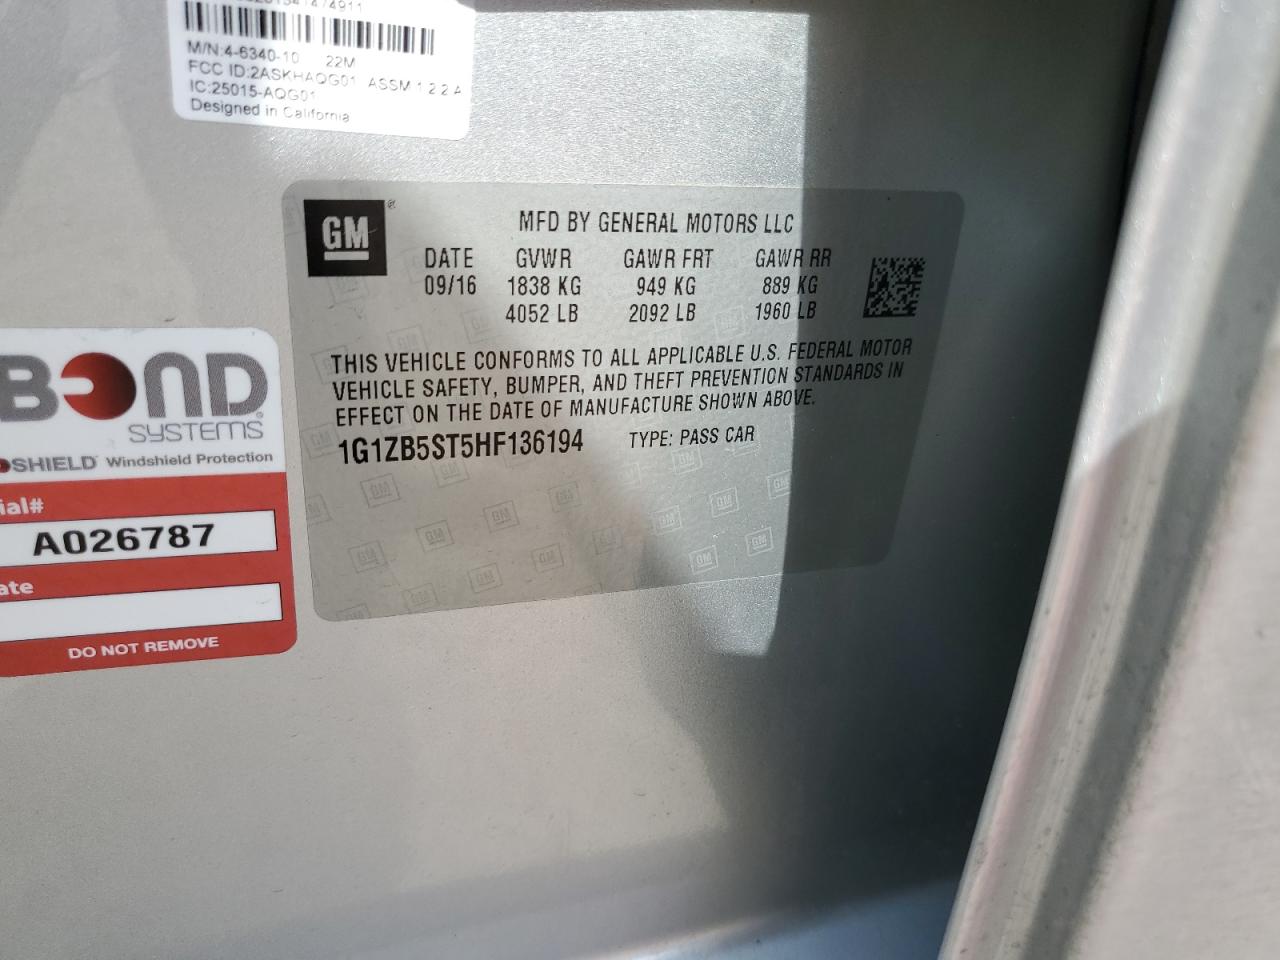 M/N:4-6340-10 22M
FCC ID:2ASKHAQG01 ASSM 1 2 2 A
IC:25015-AQG01
Designed in California
GM®
MFD BY GENERAL MOTORS LLC
DATE GVWR GAWR FRT GAWR RR
09/16 1838 KG 949 KG 889 KG
4052 LB 2092 LB 1960 LB
THIS VEHICLE CONFORMS TO ALL APPLICABLE U.S. FEDERAL MOTOR
VEHICLE SAFETY, BUMPER, AND THEFT PREVENTION STANDARDS IN
EFFECT ON THE DATE OF MANUFACTURE SHOWN ABOVE.
1G1ZB5ST5HF136194 TYPE: PASS CAR
BOND
SYSTEMS®
SHIELD Windshield Protection
ial#
A026787
ate
DO NOT REMOVE